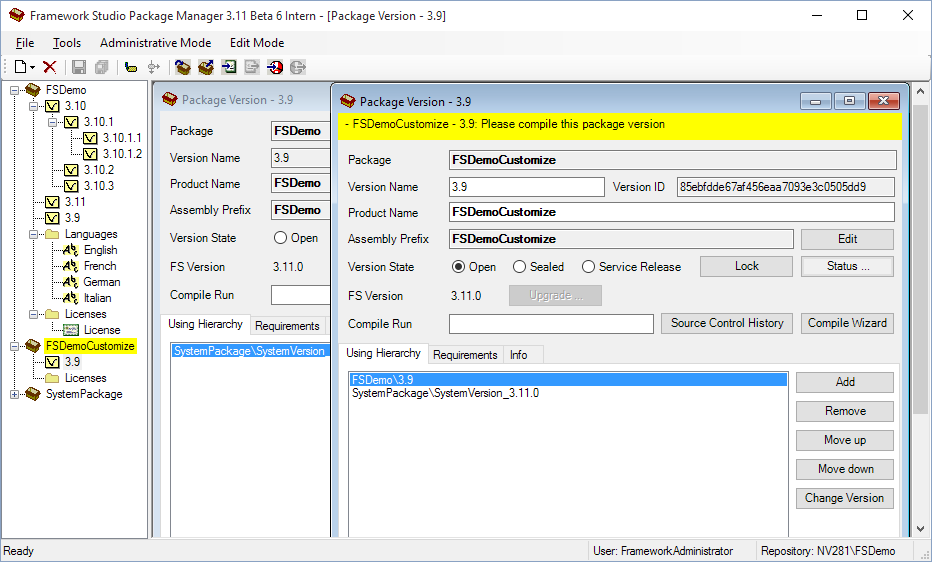 Framework Studio Package Manager 3.11 Beta 6 Intern - [Package Version - 3.9]
File Tools Administrative Mode Edit Mode
FSDemo
3.10
3.10.1
3.10.1.1
3.10.1.2
3.10.2
3.10.3
3.11
3.9
Languages
English
French
German
Italian
Licenses
License
FSDemoCustomize
3.9
Licenses
SystemPackage
Package Version - 3.9
Package FSDemo
Version Name 3.9
Product Name FSDemo
Assembly Prefix FSDemo
Version State Open
FS Version 3.11.0
Compile Run
Using Hierarchy Requirements
SystemPackage\SystemVersion
Package Version - 3.9
- FSDemoCustomize - 3.9: Please compile this package version
Package FSDemoCustomize
Version Name 3.9 Version ID 85ebfdde67af456eaa7093e3c0505dd9
Product Name FSDemoCustomize
Assembly Prefix FSDemoCustomize Edit
Version State Open Sealed Service Release Lock Status ...
FS Version 3.11.0 Upgrade ...
Compile Run Source Control History Compile Wizard
Using Hierarchy Requirements Info
FSDemo\3.9
SystemPackage\SystemVersion_3.11.0
Add
Remove
Move up
Move down
Change Version
Ready User: FrameworkAdministrator Repository: NV281\FSDemo